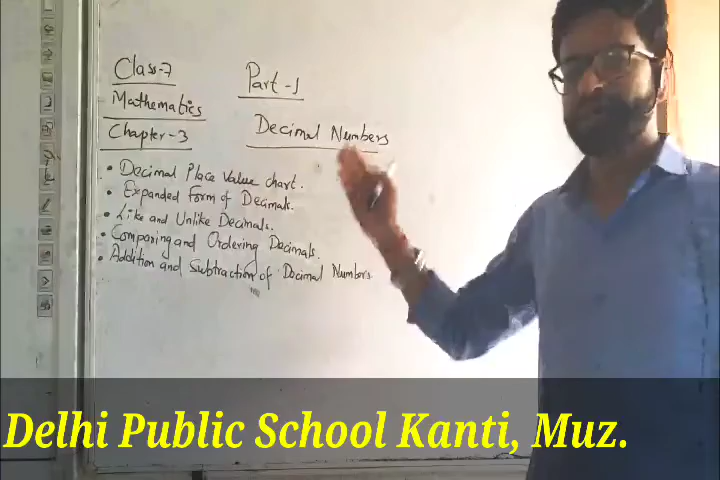 Class-7
Part-1
Mathematics
Chapter-3
Decimal Numbers
• Decimal Place Value chart.
• Expanded form of Decimals.
• Like and Unlike Decimals.
• Comparing and Ordering Decimals.
• Addition and Subtraction of Decimal Numbers
Delhi Public School Kanti, Muz.